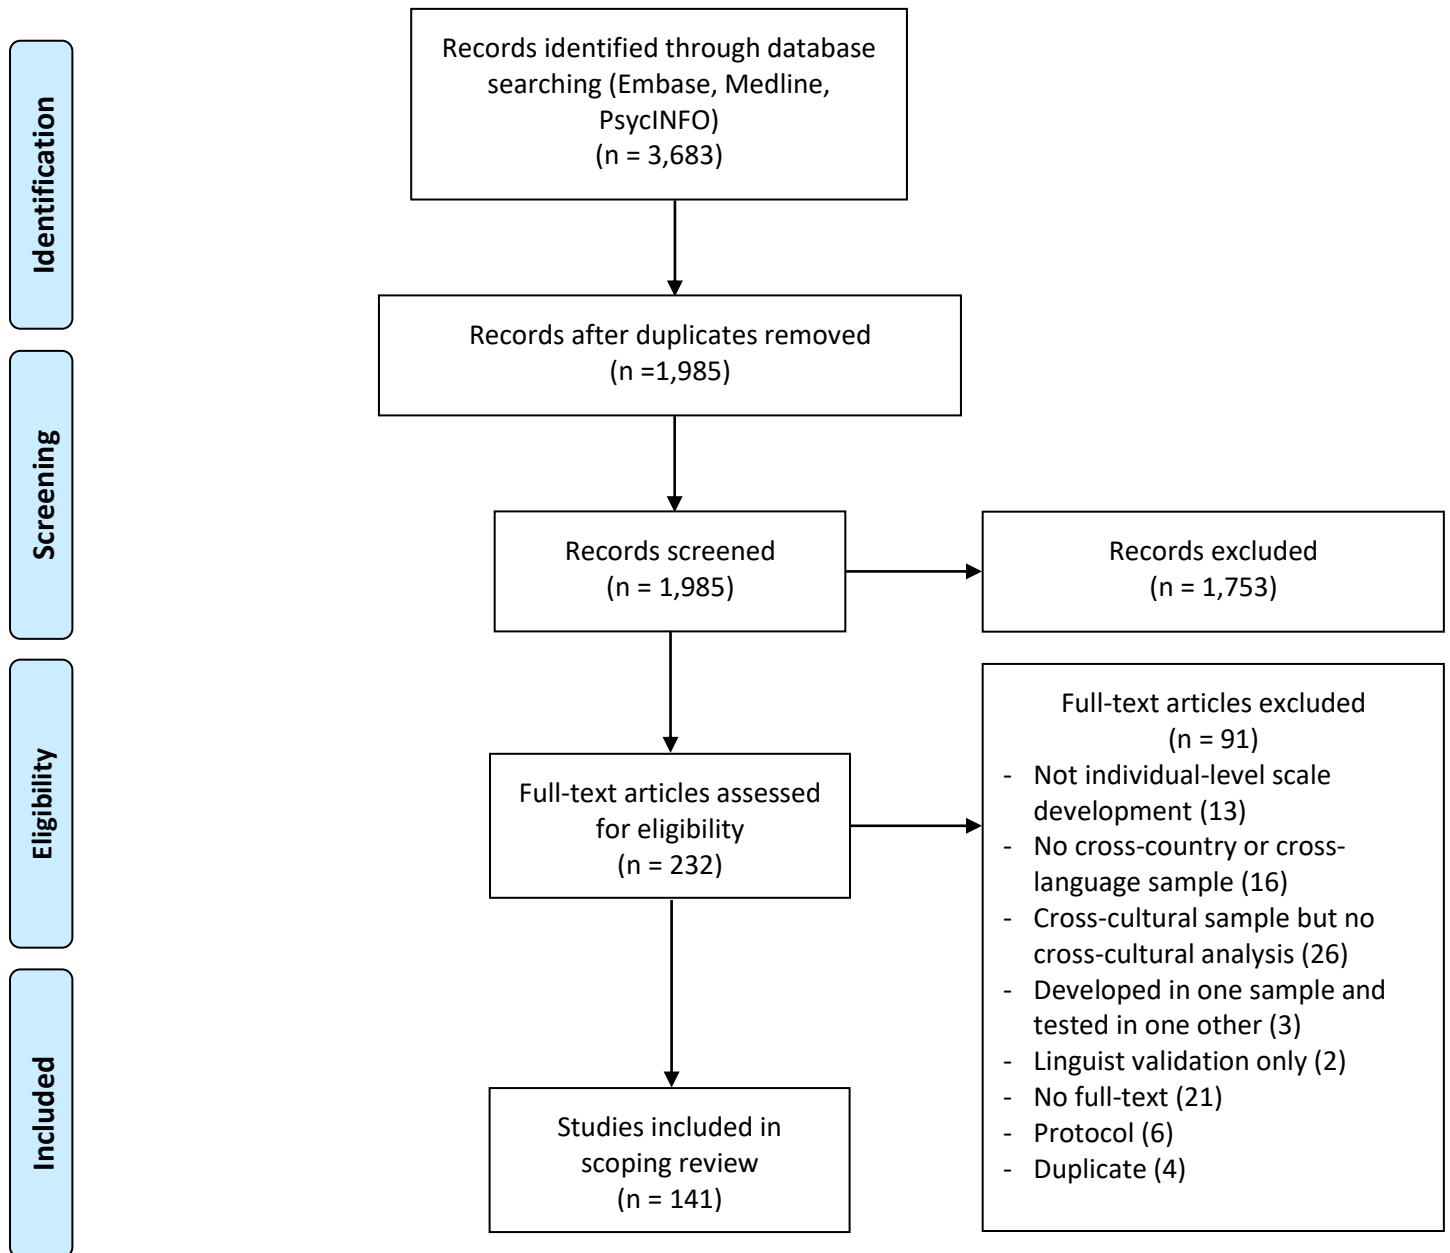 Identification
Records identified through database
searching (Embase, Medline,
PsycINFO)
(n = 3,683)
Records after duplicates removed
(n =1,985)
Screening
Records screened
(n = 1,985)
Records excluded
(n = 1,753)
Eligibility
Full-text articles assessed
for eligibility
(n = 232)
Full-text articles excluded
(n = 91)
- Not individual-level scale
development (13)
- No cross-country or cross-
language sample (16)
- Cross-cultural sample but no
cross-cultural analysis (26)
- Developed in one sample and
tested in one other (3)
- Linguist validation only (2)
- No full-text (21)
- Protocol (6)
- Duplicate (4)
Included
Studies included in
scoping review
(n = 141)